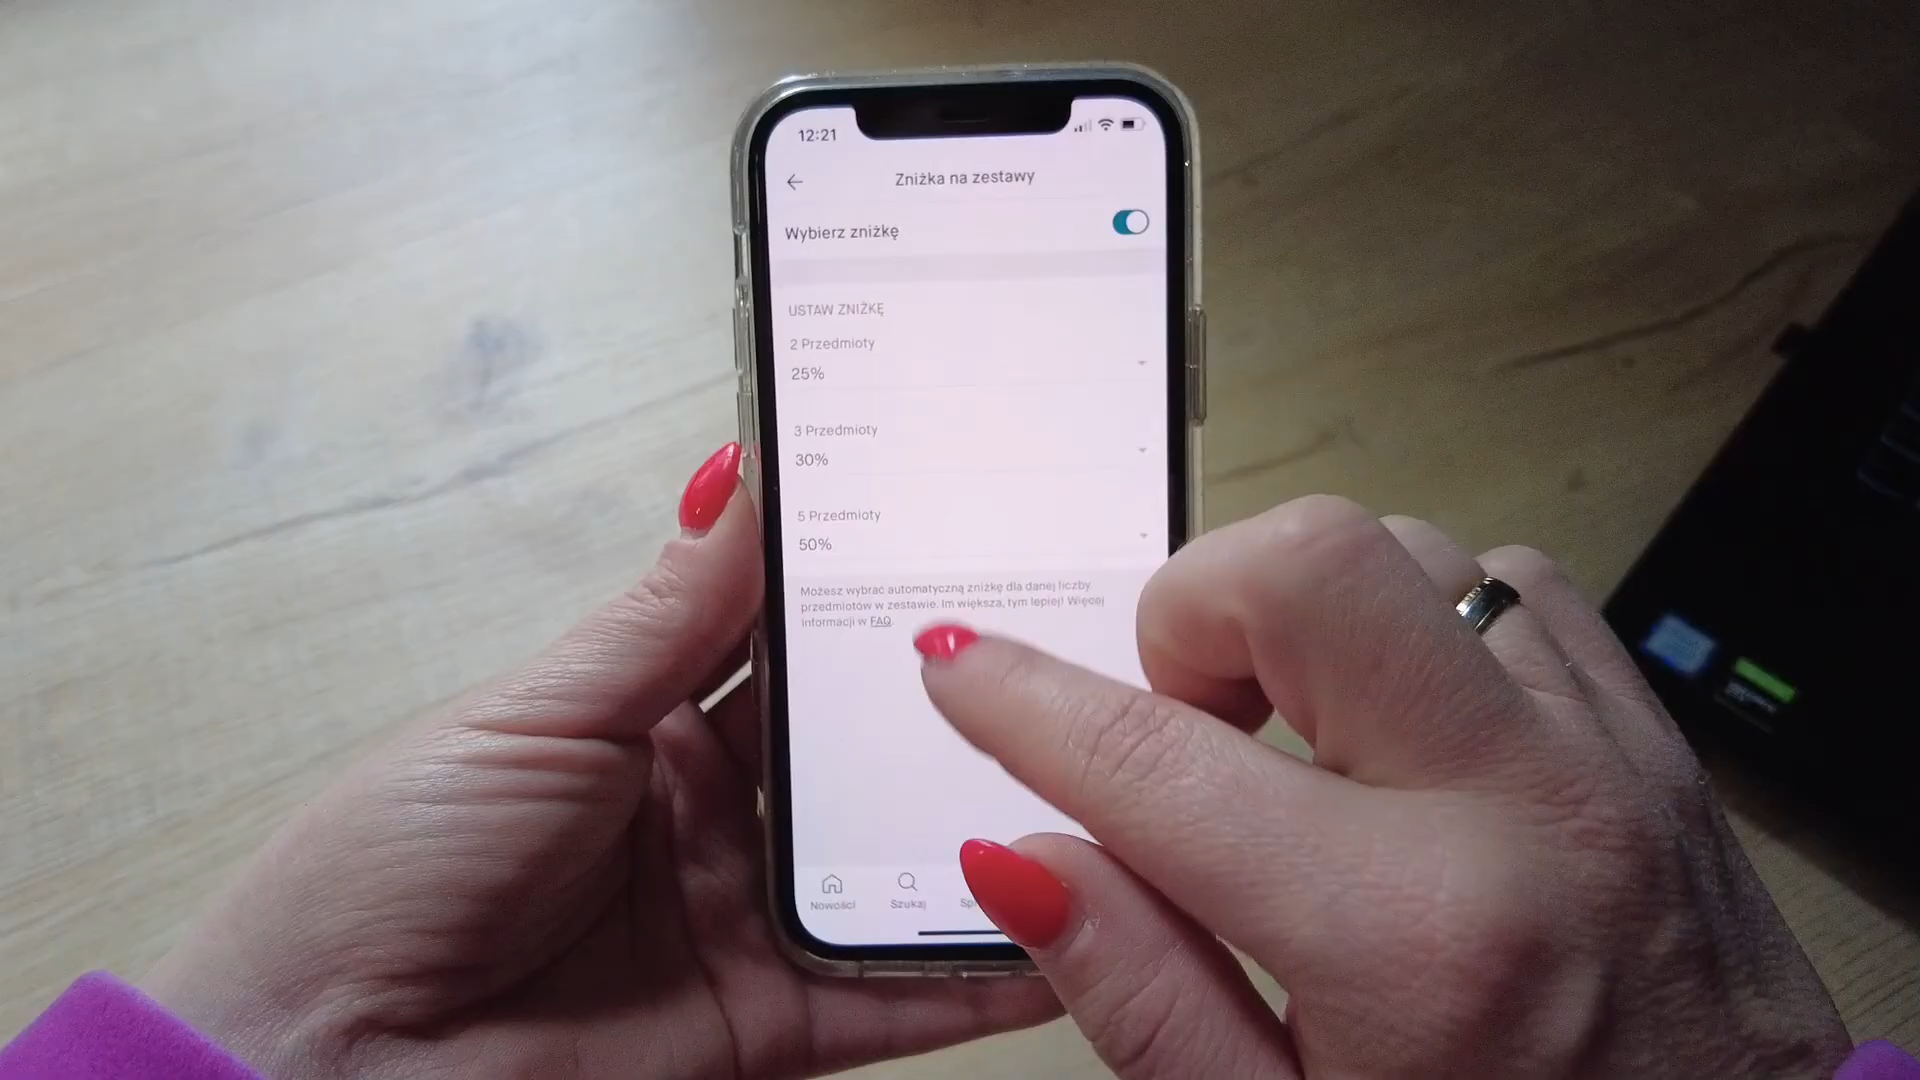 12:21
Zniżka na zestawy
Wybierz zniżkę
USTAW ZNIŻKĘ
2 Przedmioty
25%
3 Przedmioty
30%
5 Przedmioty
50%
Możesz wybrać automatyczną zniżkę dla danej liczby
przedmiotów w zestawie. Im większa, tym lepiej! Więcej
informacji w FAQ.
Nowości
Szukaj